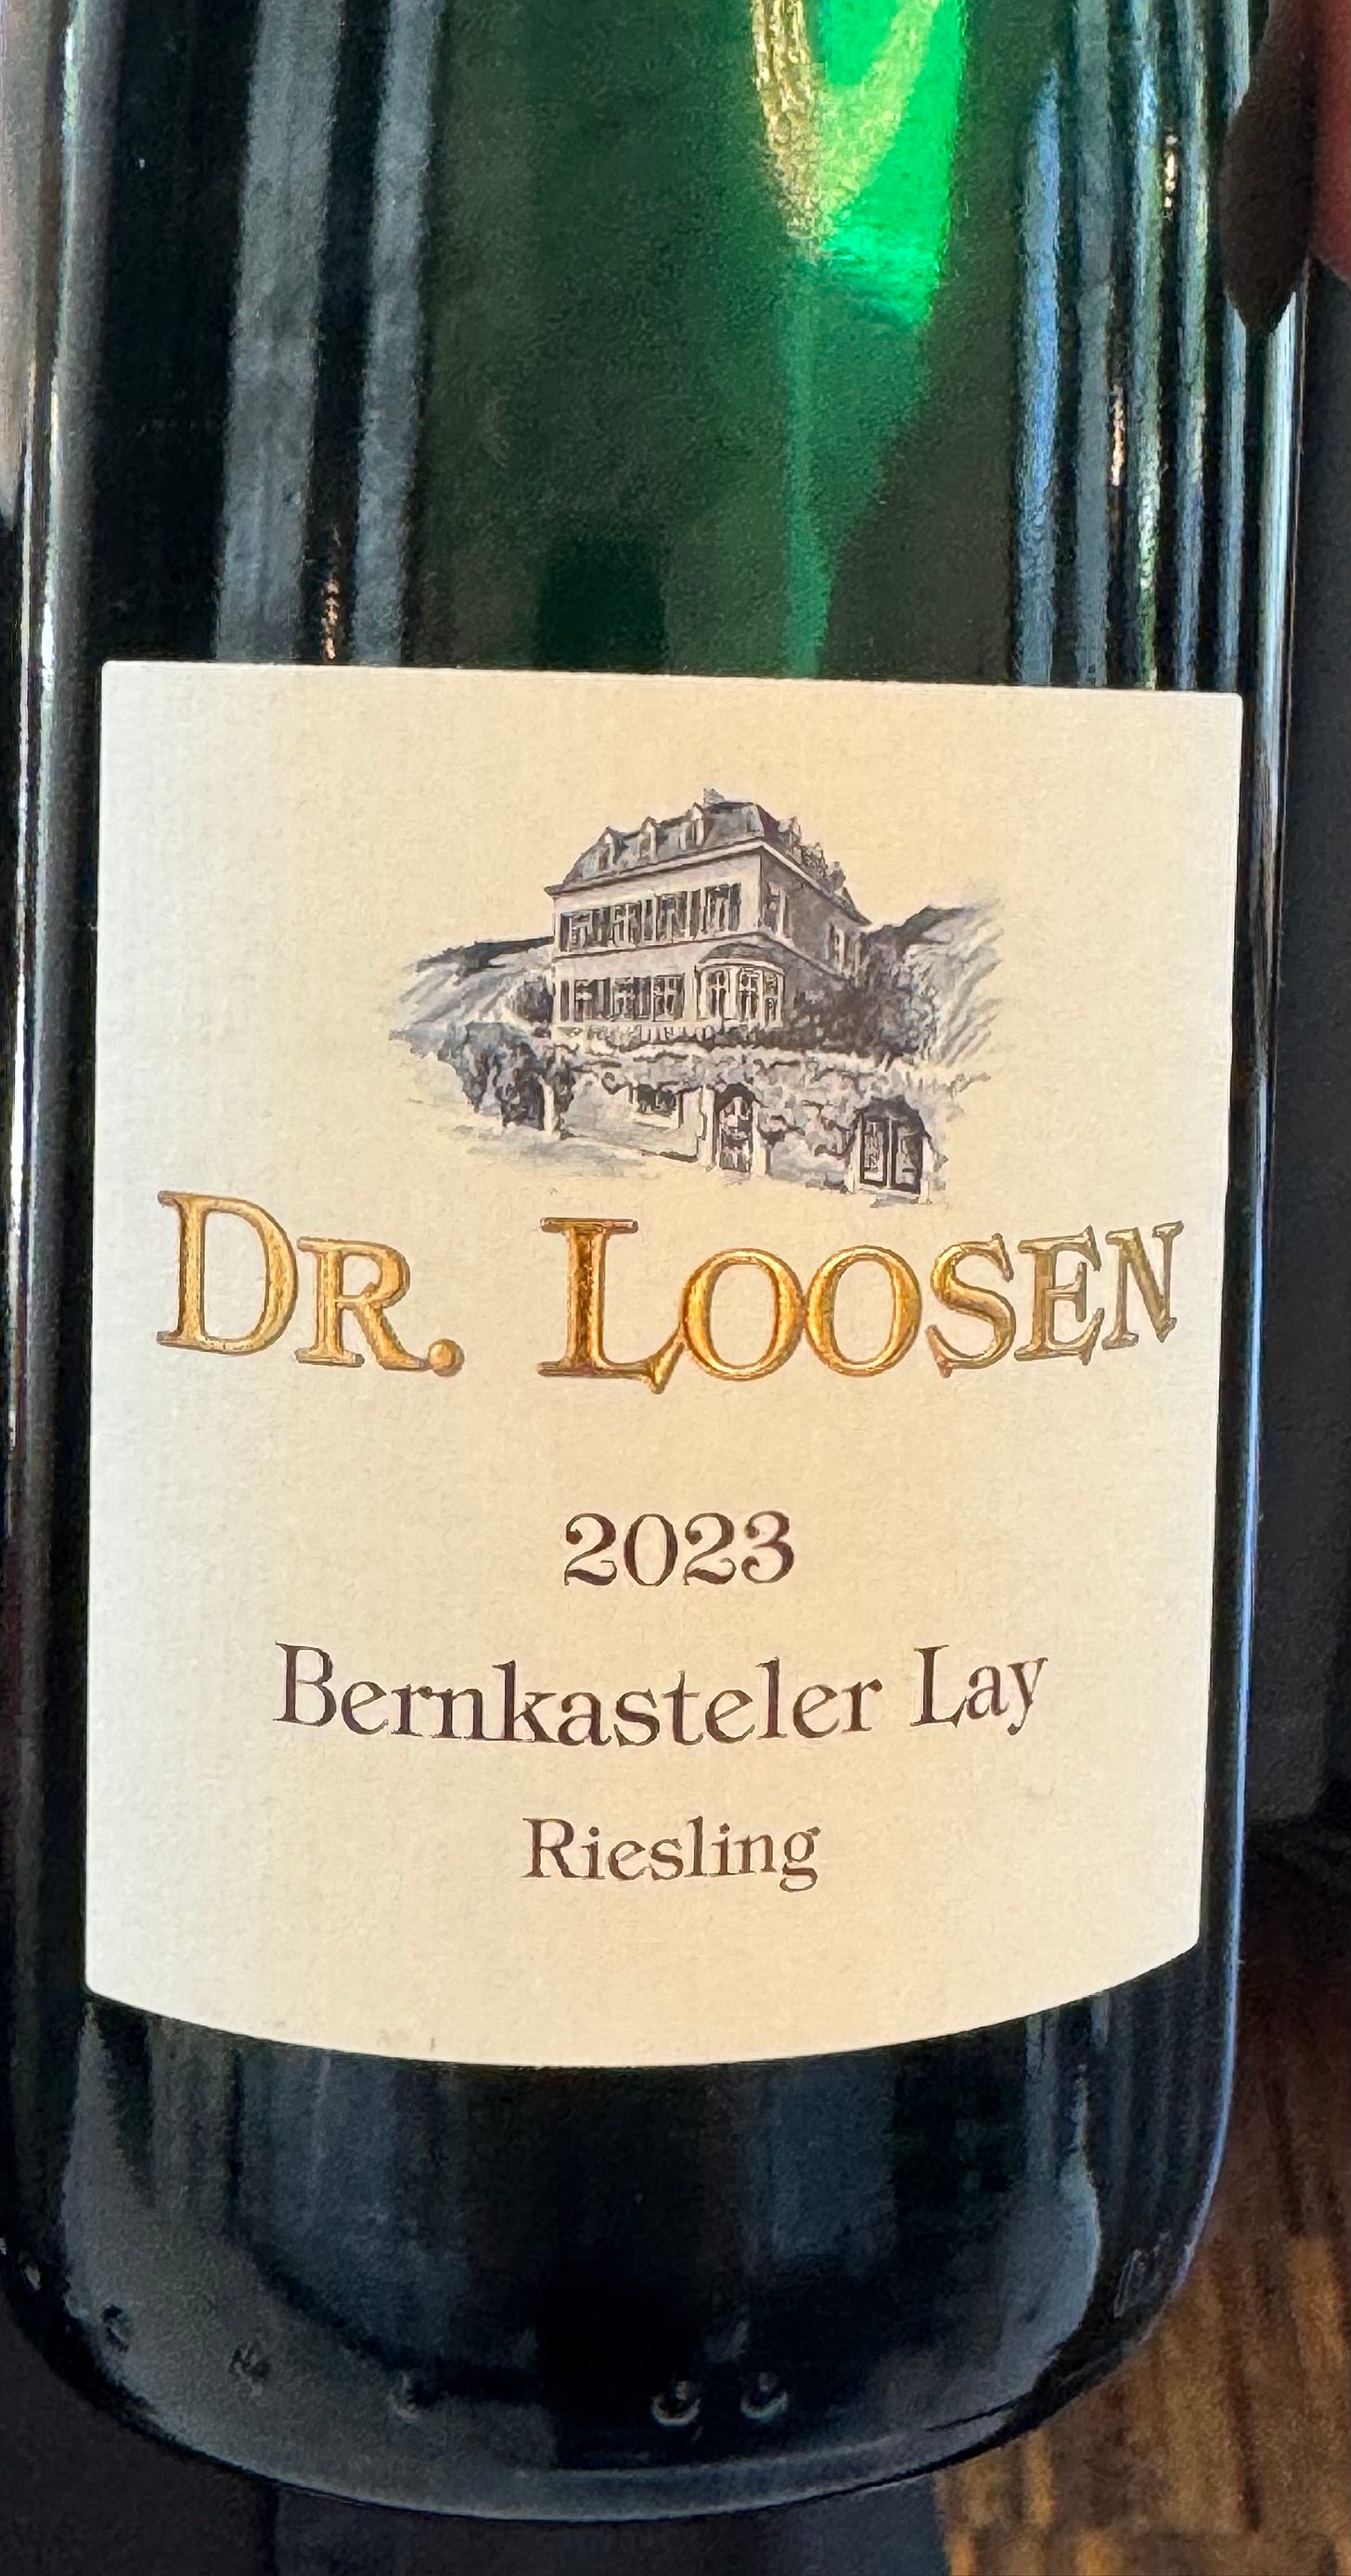 DR. LOOSEN
2023
Bernkasteler Lay
Riesling